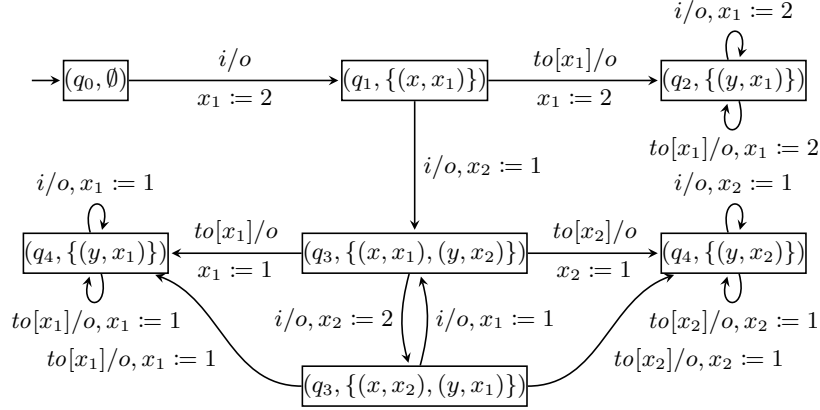 i/o, x₁ := 2
i/o
to[x₁]/o
(q₀, ∅)
(q₁, {(x, x₁)})
(q₂, {(y, x₁)})
x₁ := 2
x₁ := 2
to[x₁]/o, x₁ := 2
i/o, x₂ := 1
i/o, x₁ := 1
i/o, x₂ := 1
to[x₁]/o
to[x₂]/o
(q₄, {(y, x₁)})
(q₃, {(x, x₁), (y, x₂)})
(q₄, {(y, x₂)})
x₁ := 1
x₂ := 1
to[x₁]/o, x₁ := 1
i/o, x₂ := 2
i/o, x₁ := 1
to[x₂]/o, x₂ := 1
to[x₁]/o, x₁ := 1
to[x₂]/o, x₂ := 1
(q₃, {(x, x₂), (y, x₁)})